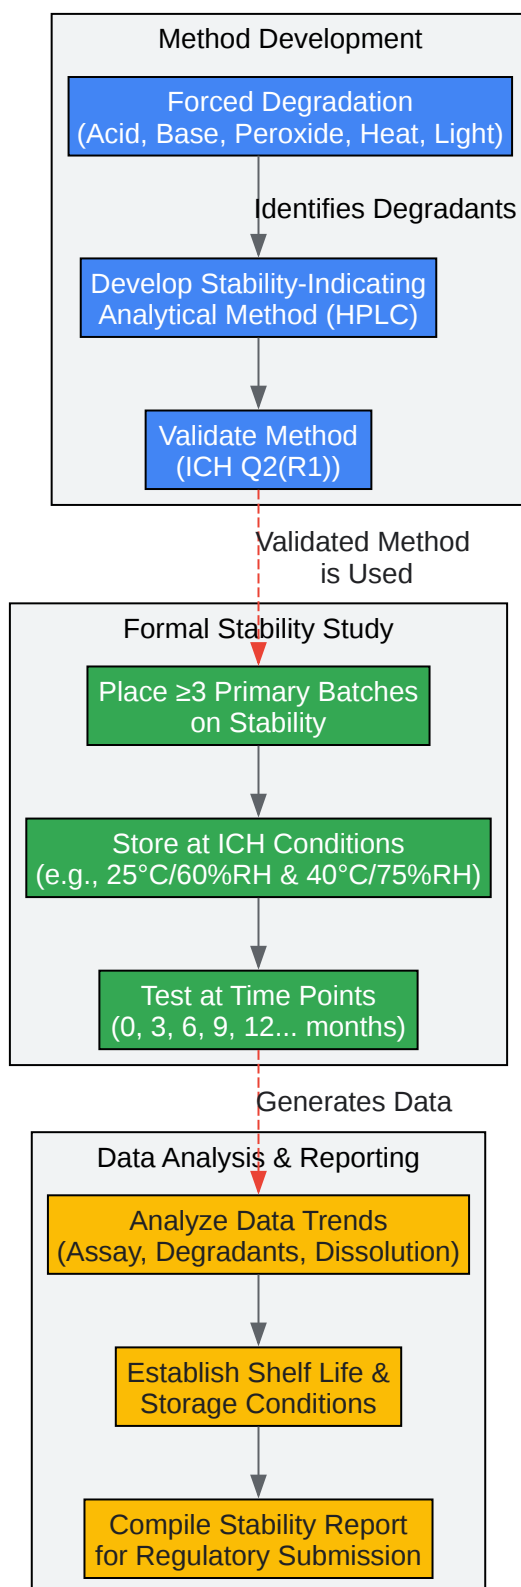 Method Development
Forced Degradation
(Acid, Base, Peroxide, Heat, Light)
Identifies Degradants
Develop Stability-Indicating
Analytical Method (HPLC)
Validate Method
(ICH Q2(R1))
Validated Method
is Used
Formal Stability Study
Place ≥3 Primary Batches
on Stability
Store at ICH Conditions
(e.g., 25°C/60%RH & 40°C/75%RH)
Test at Time Points
(0, 3, 6, 9, 12... months)
Generates Data
Data Analysis & Reporting
Analyze Data Trends
(Assay, Degradants, Dissolution)
Establish Shelf Life &
Storage Conditions
Compile Stability Report
for Regulatory Submission